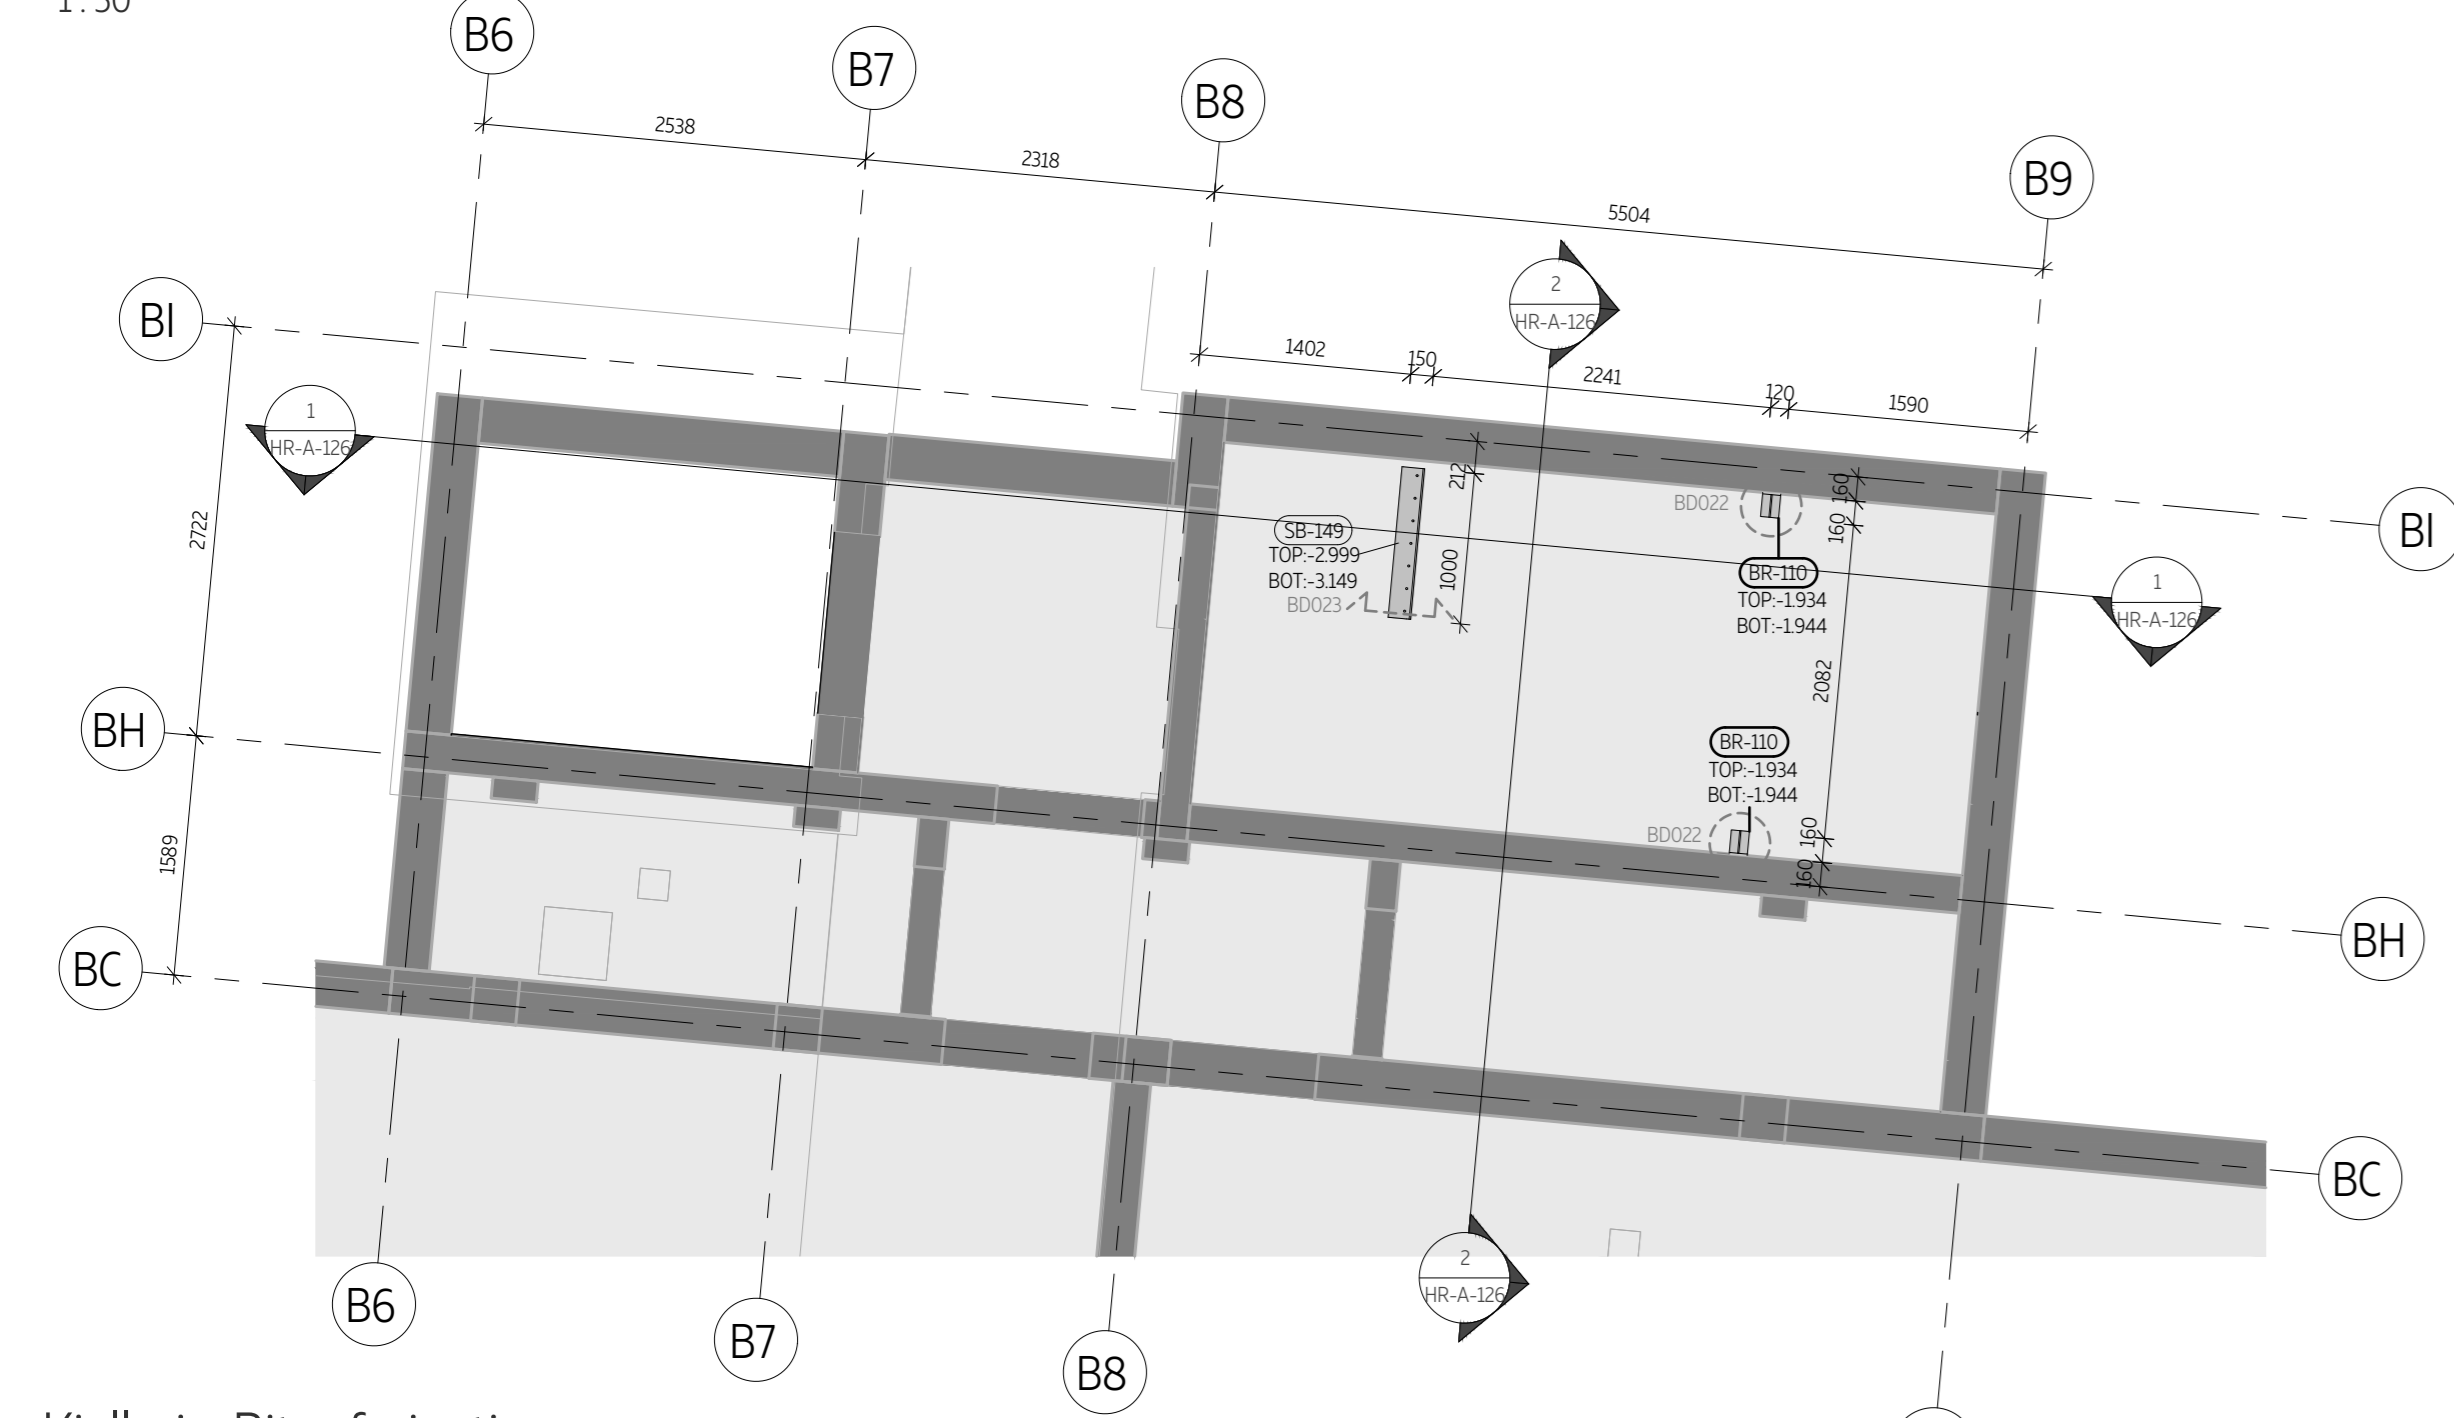 1 : 50
B6
B7
B8
B9
2538
2318
5504
BI
2
HR-A-126
1402
150
2241
120
1590
1
HR-A-126
212
160
BD022
160
BI
SB-149
TOP:-2.999
BOT:-3.149
BD023
1000
BR-110
TOP:-1.934
BOT:-1.944
1
HR-A-126
2722
2082
BH
BR-110
TOP:-1.934
BOT:-1.944
BD022
160
160
1589
BH
BC
BC
B6
B7
B8
2
HR-A-126